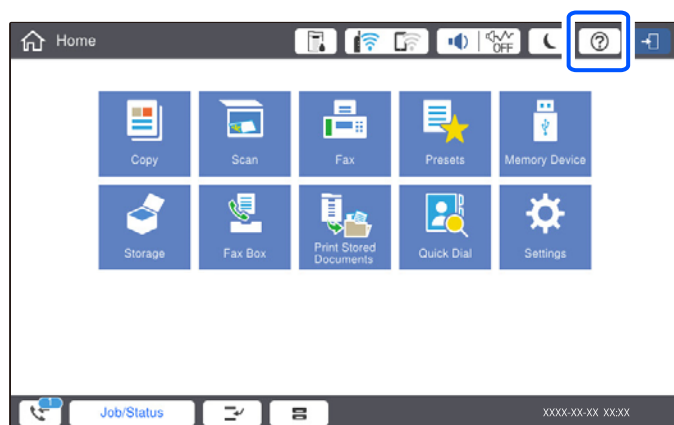 Home
OFF
?
Copy
Scan
Fax
Presets
Memory Device
Storage
Fax Box
Print Stored
Documents
Quick Dial
Settings
1
Job/Status
XXXX-XX-XX XX:XX